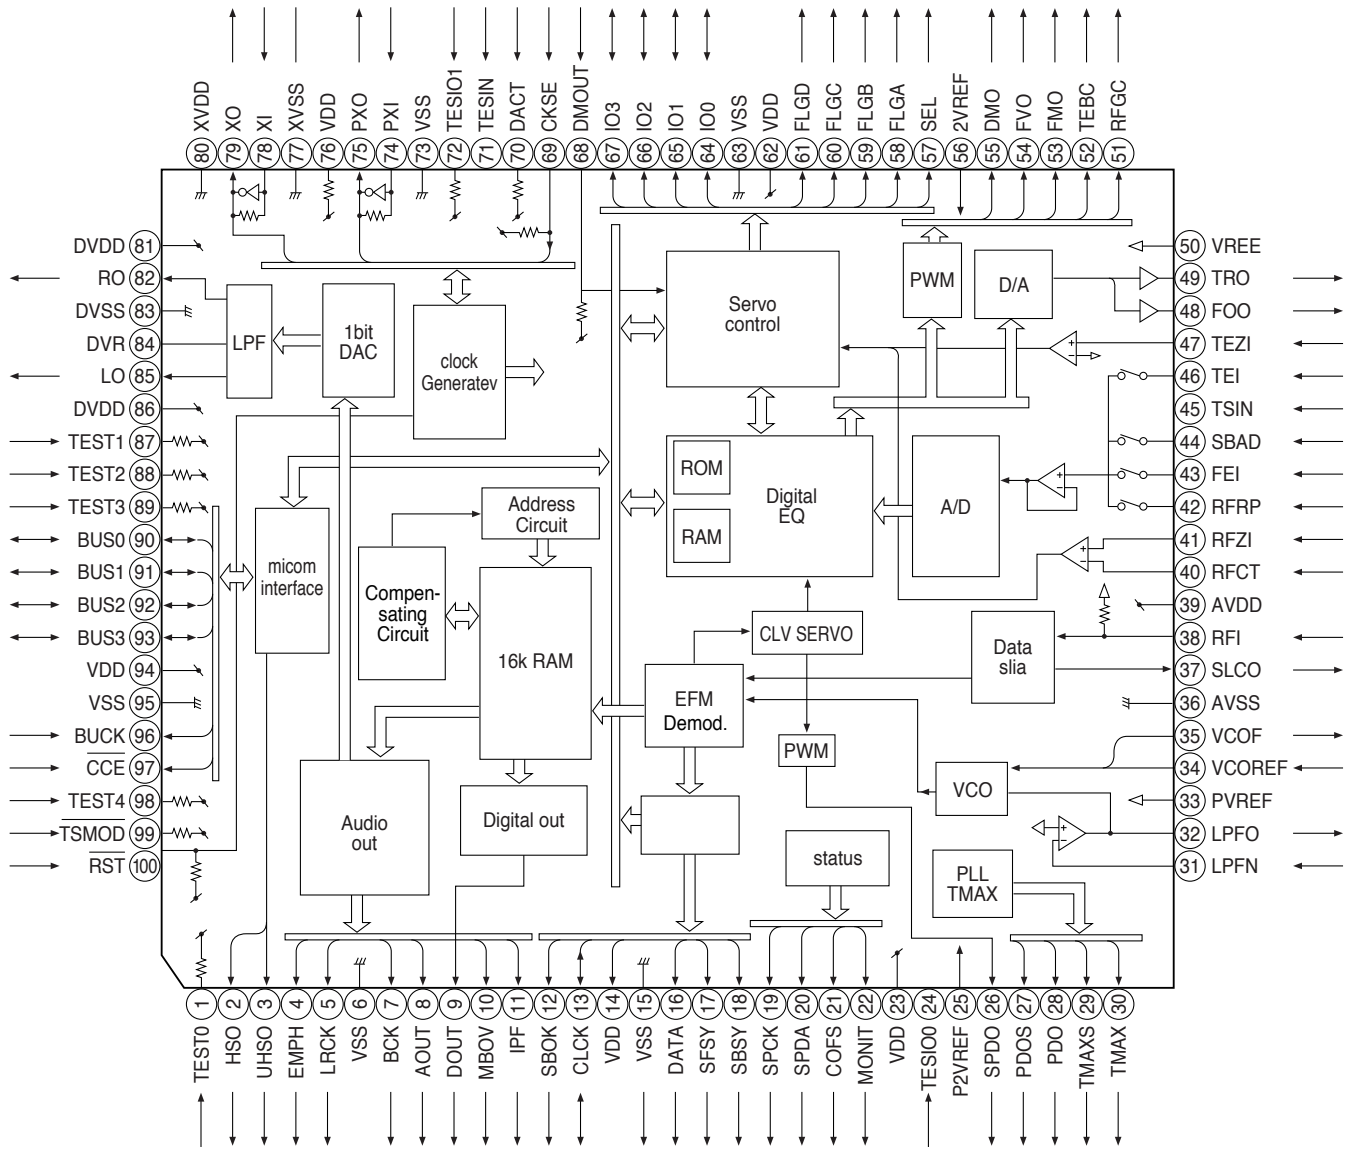 80 XVDD
79 XO
78 XI
77 XVSS
76 VDD
75 PXO
74 PXI
73 VSS
72 TESIO1
71 TESIN
70 DACT
69 CKSE
68 DMOUT
67 IO3
66 IO2
65 IO1
64 IO0
63 VSS
62 VDD
61 FLGD
60 FLGC
59 FLGB
58 FLGA
57 SEL
56 2VREF
55 DMO
54 FVO
53 FMO
52 TEBC
51 RFGC
DVDD 81
RO 82
DVSS 83
DVR 84
LO 85
DVDD 86
TEST1 87
TEST2 88
TEST3 89
BUS0 90
BUS1 91
BUS2 92
BUS3 93
VDD 94
VSS 95
BUCK 96
CCE 97
TEST4 98
TSMOD 99
RST 100
LPF
1bit
DAC
clock
Generatev
Servo
control
PWM
D/A
ROM
RAM
Digital
EQ
A/D
micom
interface
Address
Circuit
Compen-
sating
Circuit
16k RAM
CLV SERVO
Data
slia
EFM
Demod.
PWM
VCO
Audio
out
Digital out
status
PLL
TMAX
50 VREE
49 TRO
48 FOO
47 TEZI
46 TEI
45 TSIN
44 SBAD
43 FEI
42 RFRP
41 RFZI
40 RFCT
39 AVDD
38 RFI
37 SLCO
36 AVSS
35 VCOF
34 VCOREF
33 PVREF
32 LPFO
31 LPFN
1 TEST0
2 HSO
3 UHSO
4 EMPH
5 LRCK
6 VSS
7 BCK
8 AOUT
9 DOUT
10 MBOV
11 IPF
12 SBOK
13 CLCK
14 VDD
15 VSS
16 DATA
17 SFSY
18 SBSY
19 SPCK
20 SPDA
21 COFS
22 MONIT
23 VDD
24 TESIO0
25 P2VREF
26 SPDO
27 PDOS
28 PDO
29 TMAXS
30 TMAX